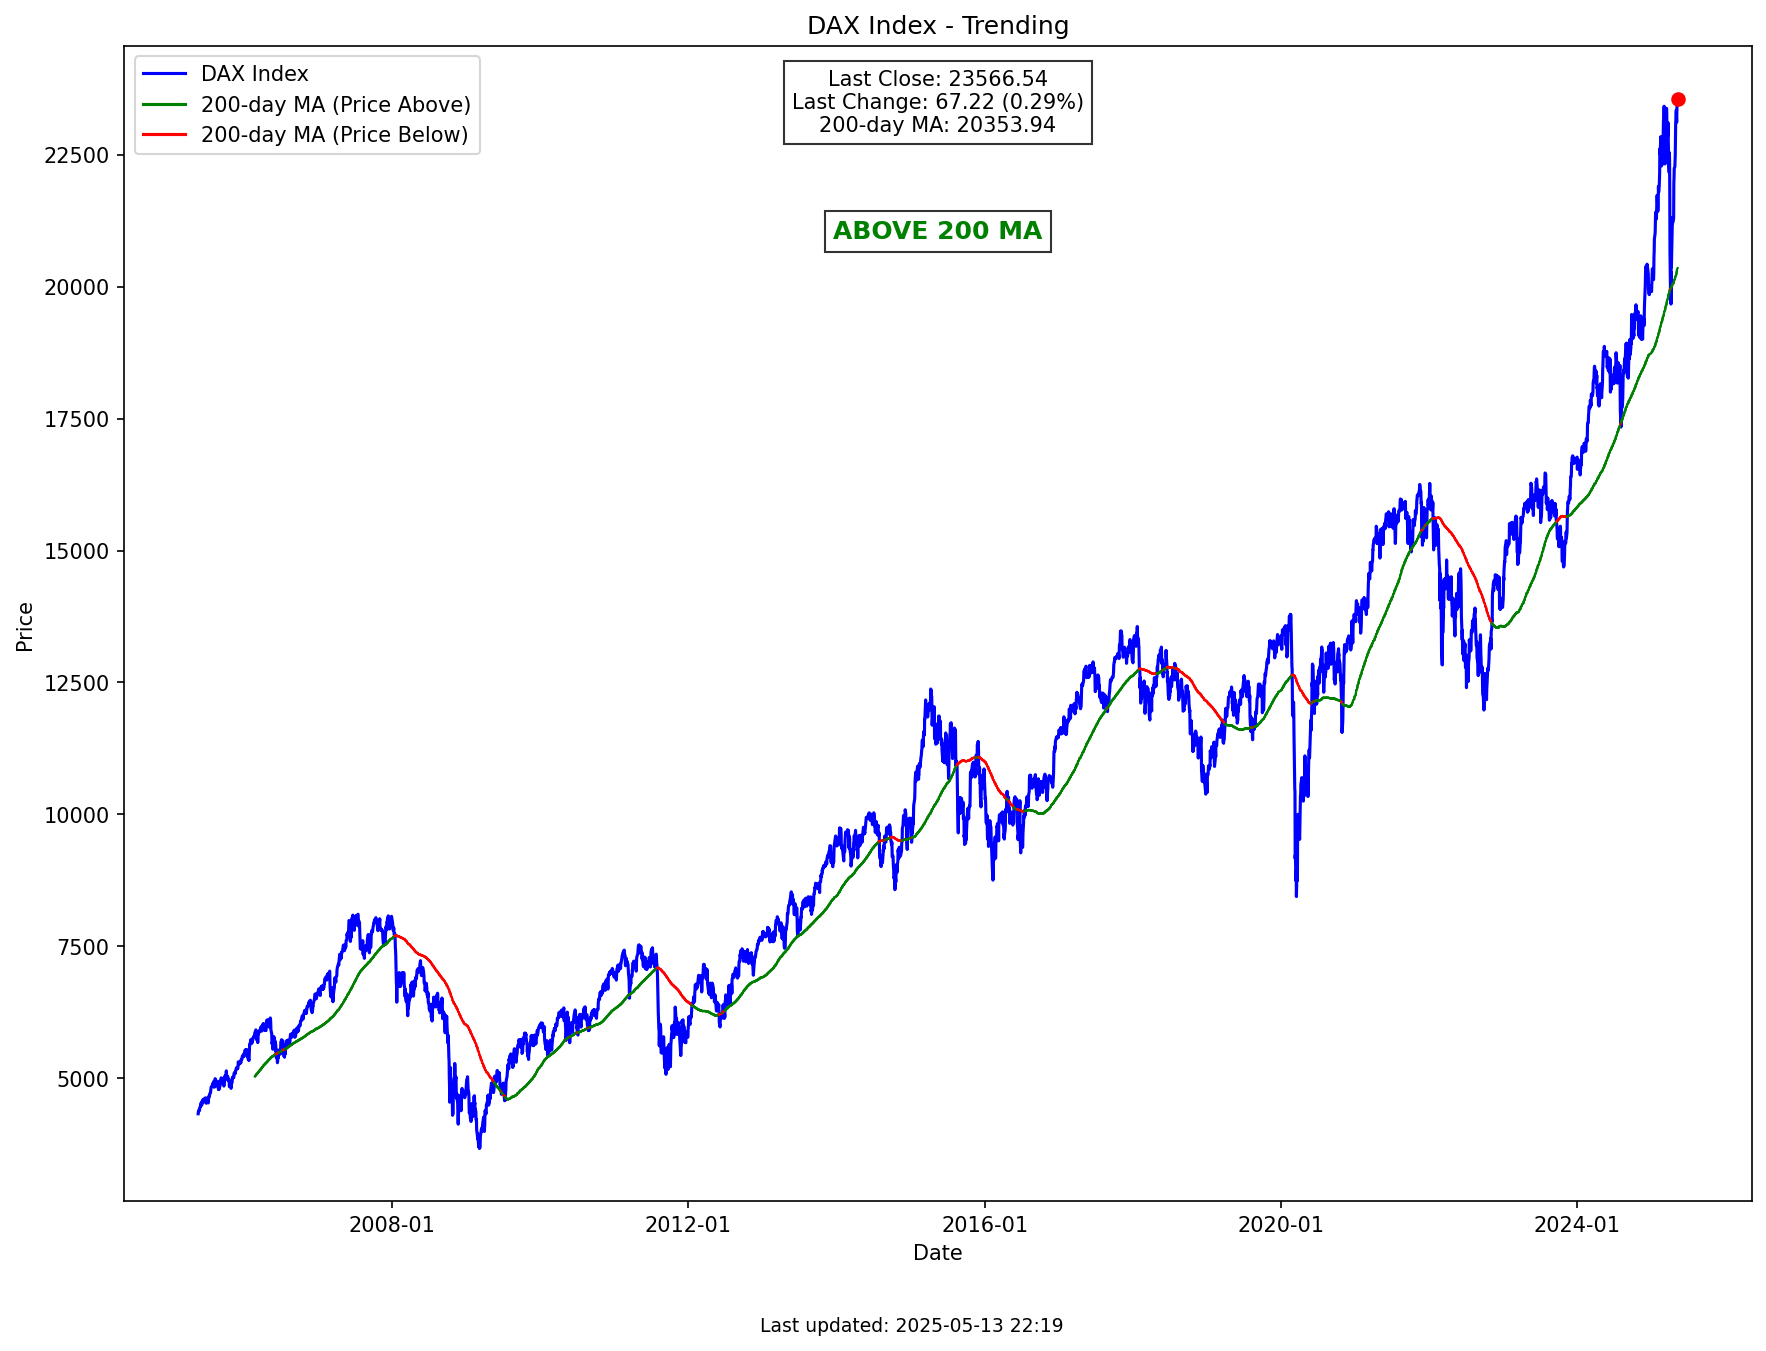 DAX Index - Trending
DAX Index
200-day MA (Price Above)
200-day MA (Price Below)
Last Close: 23566.54
Last Change: 67.22 (0.29%)
200-day MA: 20353.94
ABOVE 200 MA
Price
22500
20000
17500
15000
12500
10000
7500
5000
2008-01
2012-01
2016-01
2020-01
2024-01
Date
Last updated: 2025-05-13 22:19